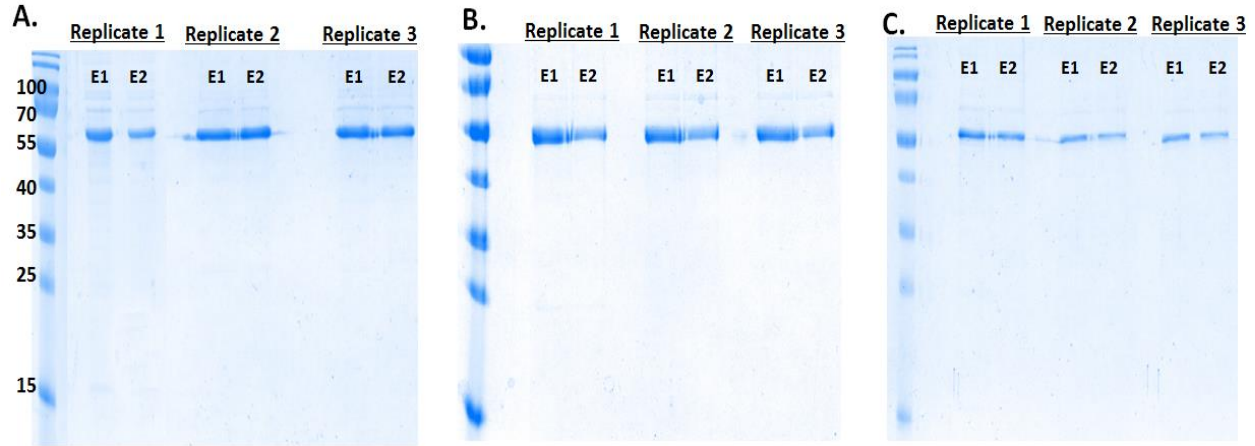 A.
Replicate 1 Replicate 2 Replicate 3
E1 E2 E1 E2 E1 E2
100
70
55
40
35
25
15
B.
Replicate 1 Replicate 2 Replicate 3
E1 E2 E1 E2 E1 E2
C.
Replicate 1 Replicate 2 Replicate 3
E1 E2 E1 E2 E1 E2